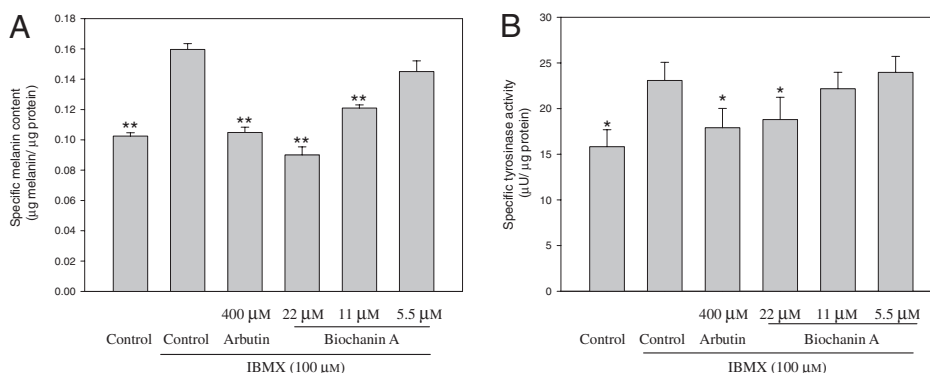 A
Specific melanin content
(µg melanin/ µg protein)
0.18
0.16
0.14
0.12
0.10
0.08
0.06
0.04
0.02
0.00
**
**
**
**
400 µM 22 µM 11 µM 5.5 µM
Control Control Arbutin Biochanin A
IBMX (100 µM)
B
Specific tyrosinase activity
(µU/ µg protein)
30
25
20
15
10
5
0
*
*
*
400 µM 22 µM 11 µM 5.5 µM
Control Control Arbutin Biochanin A
IBMX (100 µM)